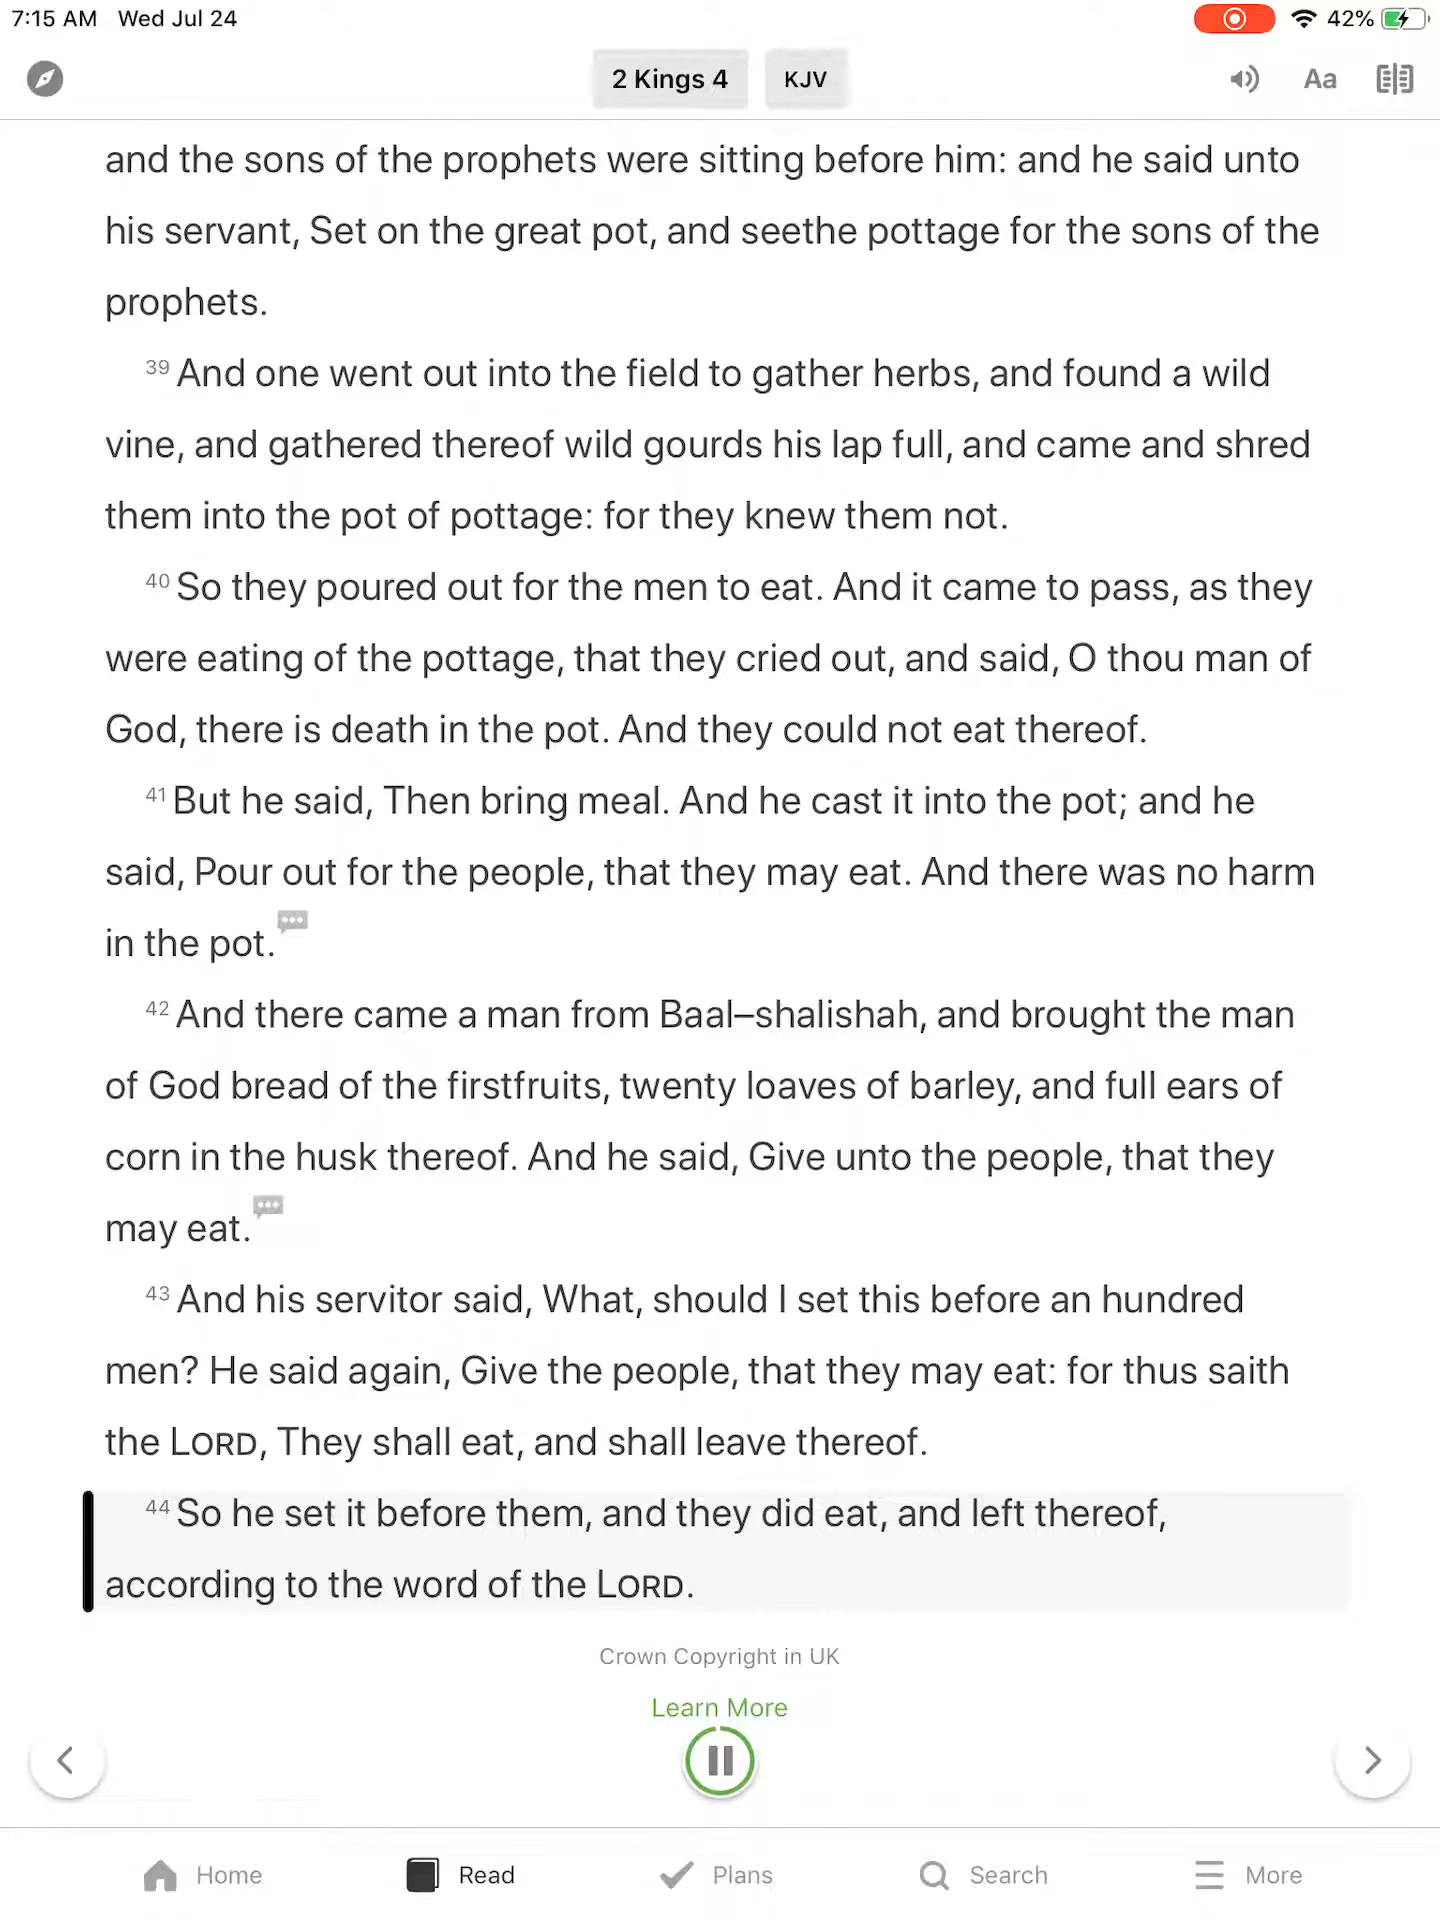 7:15 AM Wed Jul 24
42%
2 Kings 4
KJV
Aa
and the sons of the prophets were sitting before him: and he said unto
his servant, Set on the great pot, and seethe pottage for the sons of the
prophets.
39 And one went out into the field to gather herbs, and found a wild
vine, and gathered thereof wild gourds his lap full, and came and shred
them into the pot of pottage: for they knew them not.
40 So they poured out for the men to eat. And it came to pass, as they
were eating of the pottage, that they cried out, and said, O thou man of
God, there is death in the pot. And they could not eat thereof.
41 But he said, Then bring meal. And he cast it into the pot; and he
said, Pour out for the people, that they may eat. And there was no harm
in the pot.
42 And there came a man from Baal–shalishah, and brought the man
of God bread of the firstfruits, twenty loaves of barley, and full ears of
corn in the husk thereof. And he said, Give unto the people, that they
may eat.
43 And his servitor said, What, should I set this before an hundred
men? He said again, Give the people, that they may eat: for thus saith
the LORD, They shall eat, and shall leave thereof.
44 So he set it before them, and they did eat, and left thereof,
according to the word of the LORD.
Crown Copyright in UK
Learn More
Home
Read
Plans
Search
More